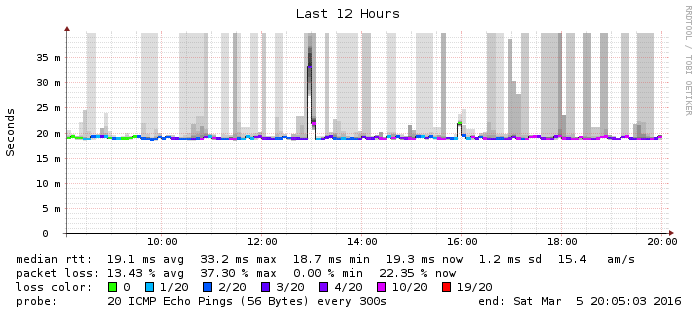 Last 12 Hours
RRDTOOL / TOBI OETIKER
Seconds
35 m
30 m
25 m
20 m
15 m
10 m
5 m
0
10:00 12:00 14:00 16:00 18:00 20:00
median rtt: 19.1 ms avg 33.2 ms max 18.7 ms min 19.3 ms now 1.2 ms sd 15.4 am/s
packet loss: 13.43 % avg 37.30 % max 0.00 % min 22.35 % now
loss color: 0 1/20 2/20 3/20 4/20 10/20 19/20
probe: 20 ICMP Echo Pings (56 Bytes) every 300s end: Sat Mar 5 20:05:03 2016